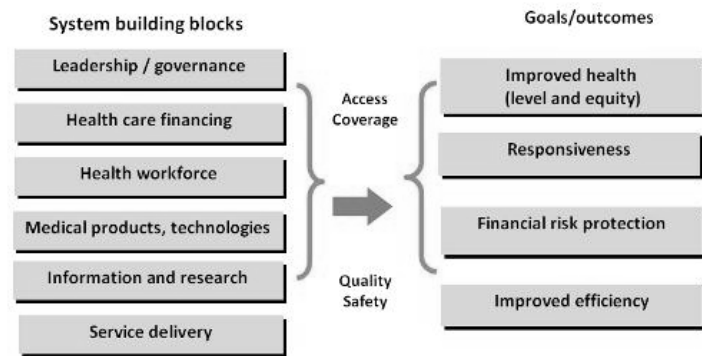 System building blocks
Leadership / governance
Health care financing
Health workforce
Medical products, technologies
Information and research
Service delivery
Access
Coverage
Quality
Safety
Goals/outcomes
Improved health
(level and equity)
Responsiveness
Financial risk protection
Improved efficiency